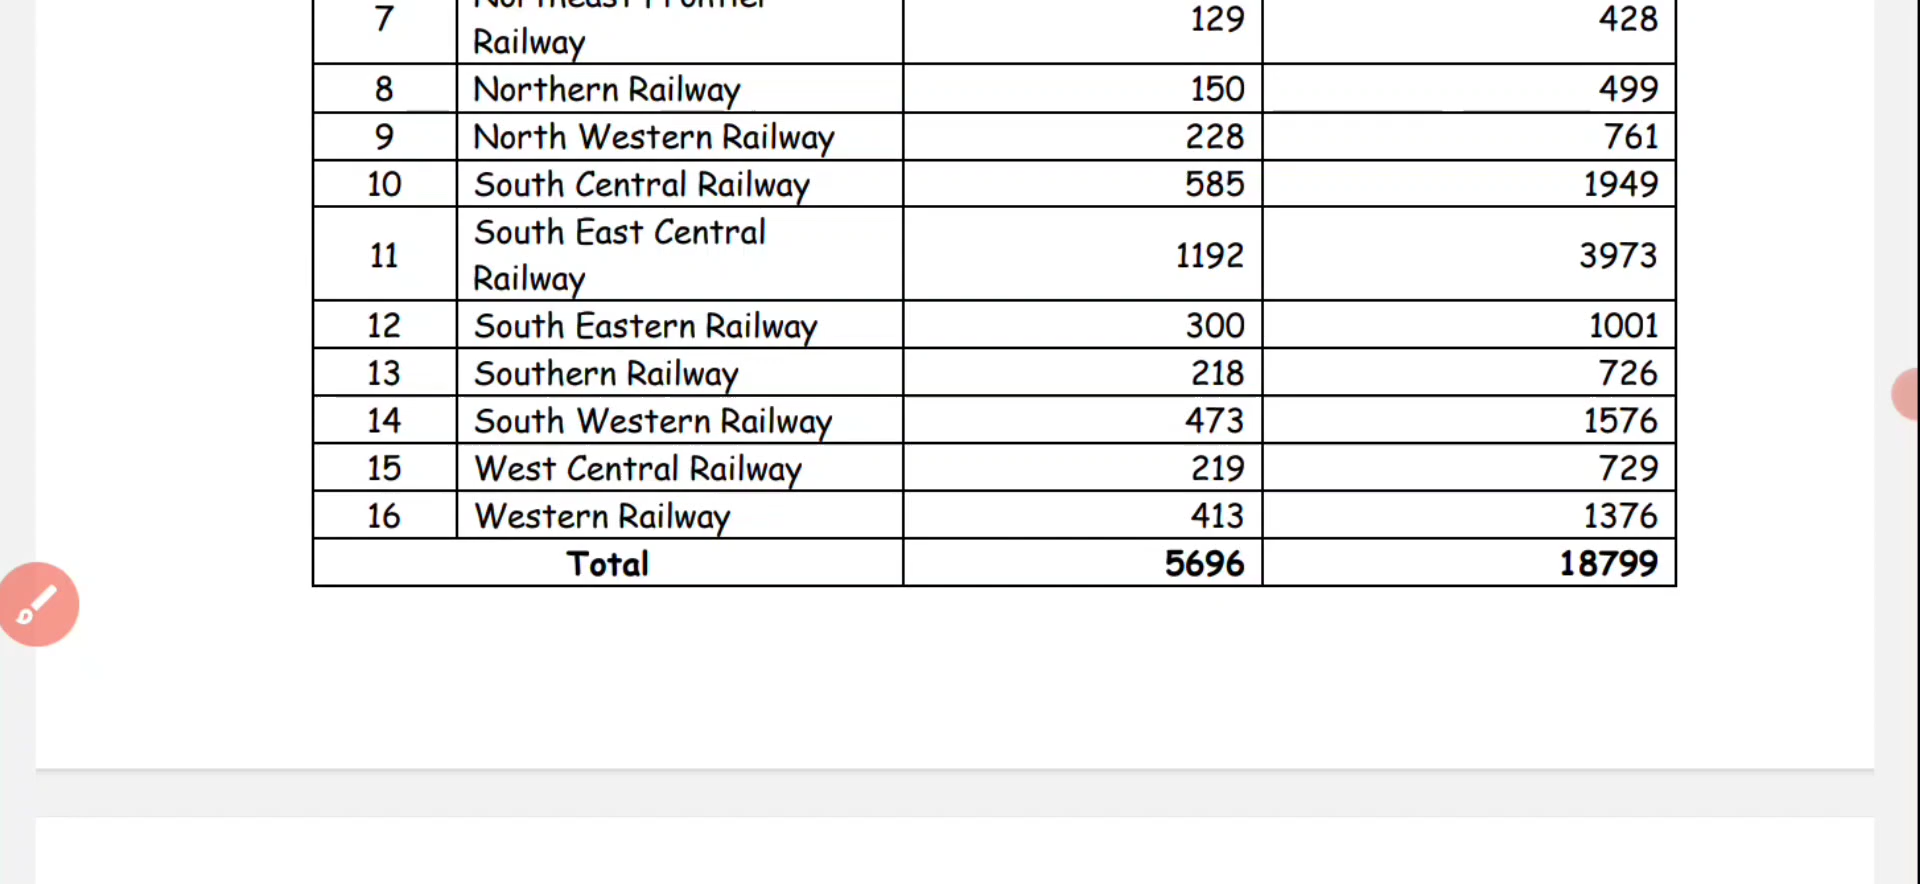 7 Railway 129 428
8 Northern Railway 150 499
9 North Western Railway 228 761
10 South Central Railway 585 1949
South East Central
11 Railway 1192 3973
12 South Eastern Railway 300 1001
13 Southern Railway 218 726
14 South Western Railway 473 1576
15 West Central Railway 219 729
16 Western Railway 413 1376
Total 5696 18799